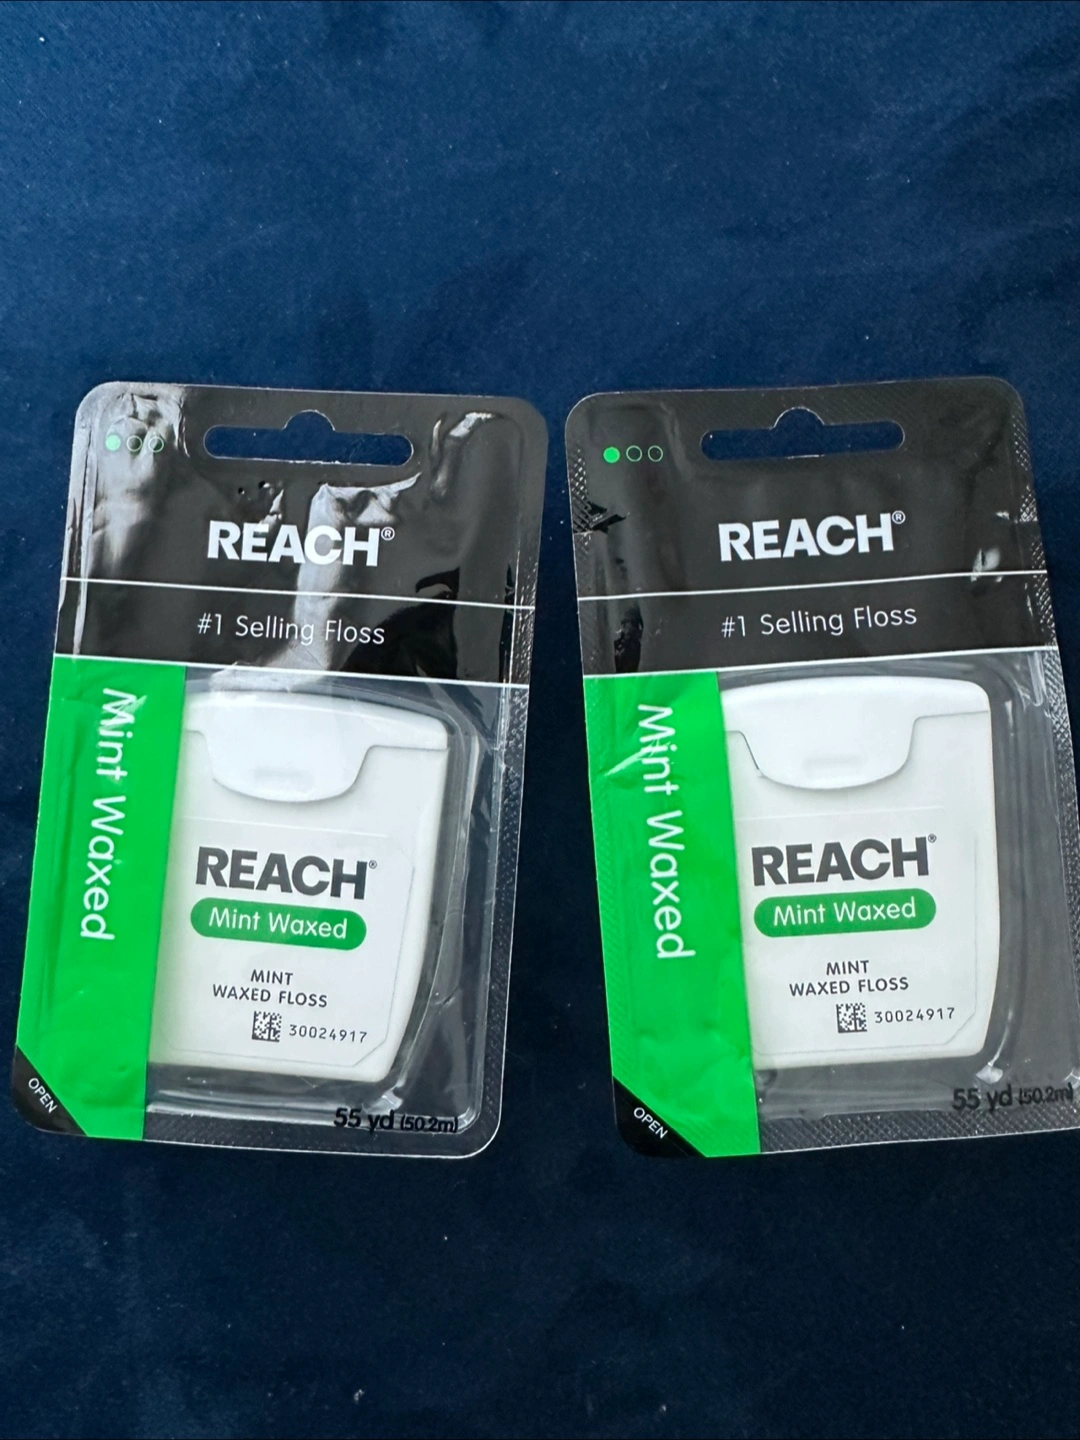 REACH®
#1 Selling Floss
Mint Waxed
REACH®
Mint Waxed
MINT
WAXED FLOSS
30024917
55 yd (50.2m)
OPEN
REACH®
#1 Selling Floss
Mint Waxed
REACH®
Mint Waxed
MINT
WAXED FLOSS
30024917
55 yd (50.2m)
OPEN